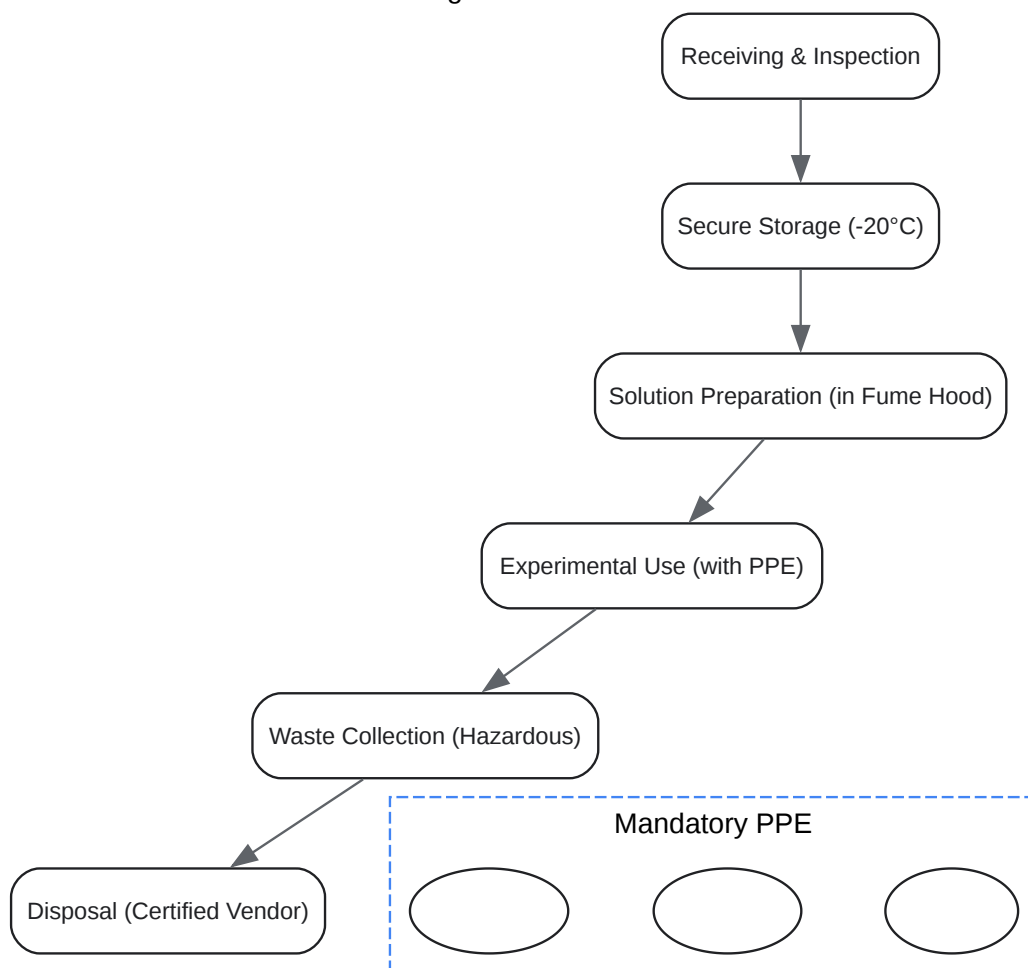 Receiving & Inspection
Secure Storage (-20°C)
Solution Preparation (in Fume Hood)
Experimental Use (with PPE)
Waste Collection (Hazardous)
Mandatory PPE
Disposal (Certified Vendor)